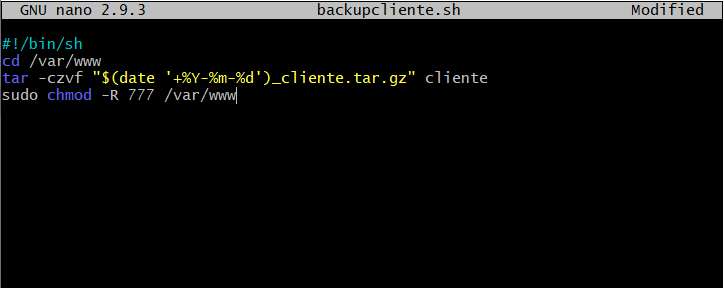 GNU nano 2.9.3 backupcliente.sh Modified
#!/bin/sh
cd /var/www
tar -czvf "$(date '+%Y-%m-%d')_cliente.tar.gz" cliente
sudo chmod -R 777 /var/www